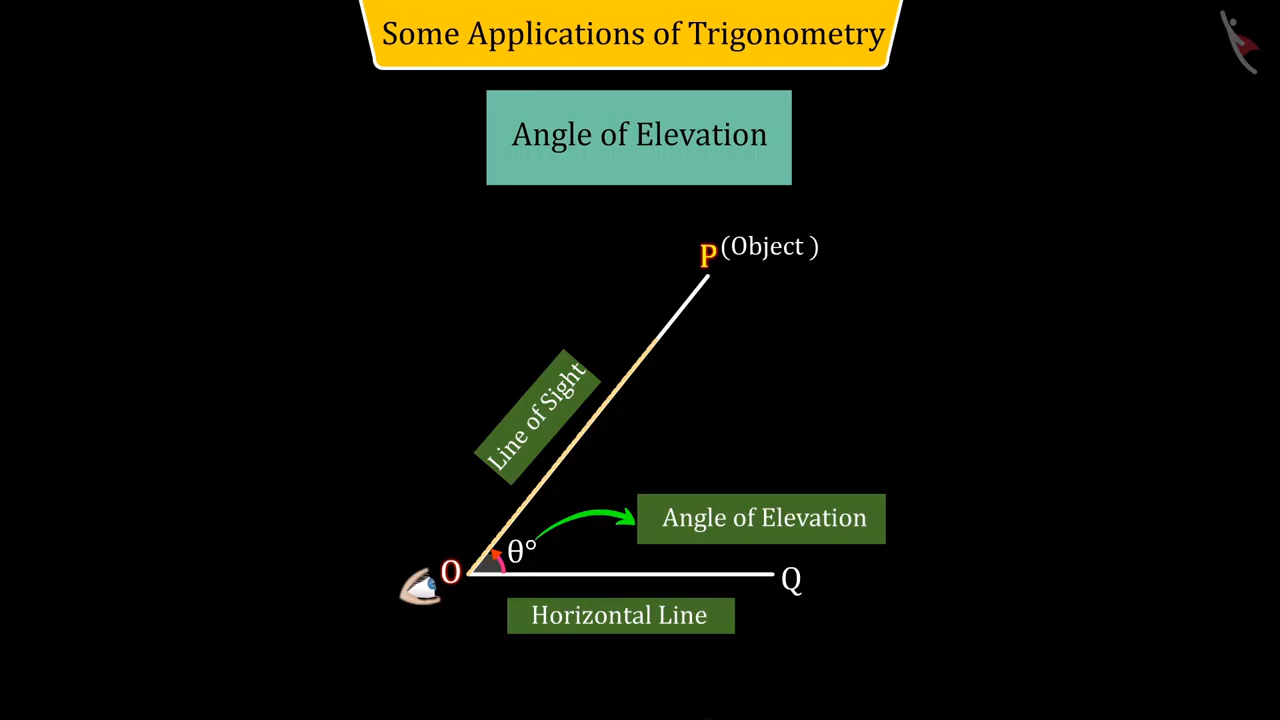 Some Applications of Trigonometry
Angle of Elevation
P (Object )
Line of Sight
Angle of Elevation
θ°
O
Q
Horizontal Line